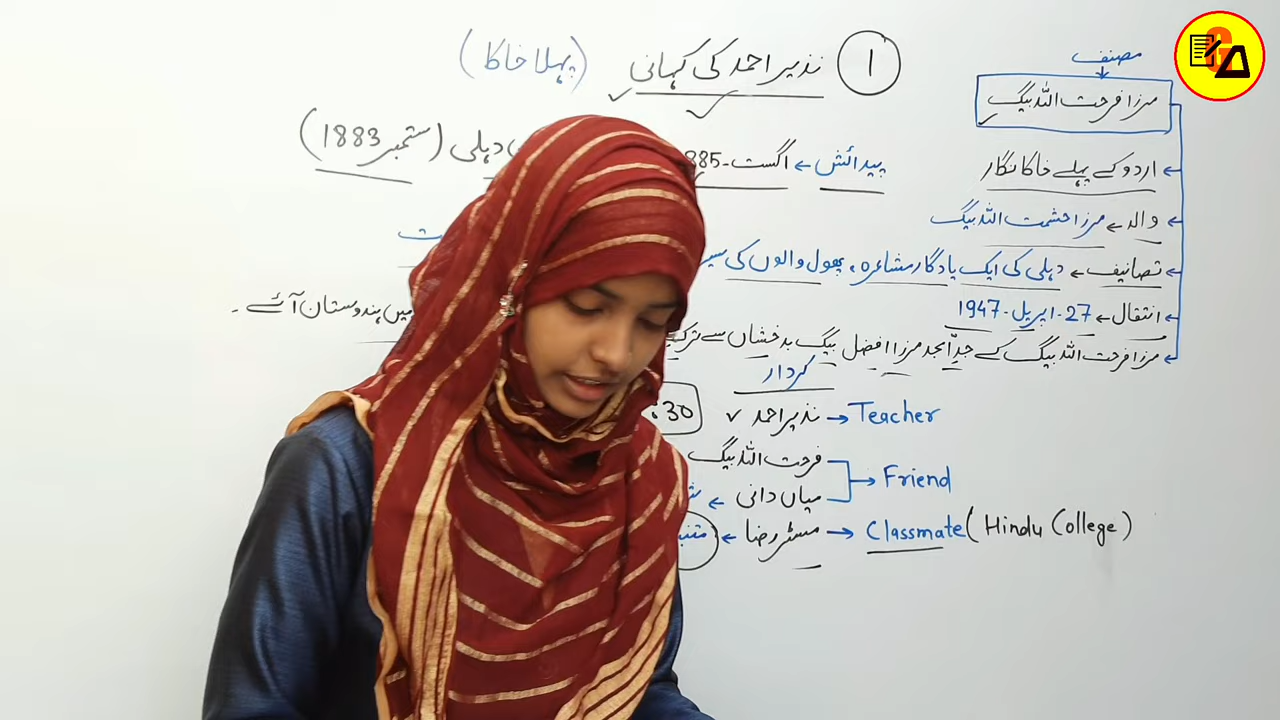 ۱ نذیر احمد کی کہانی (پہلا خاکا)
مصنف
مرزا فرحت اللہ بیگ
اردو کے پہلے خاکا نگار
پیدائش ← اگست - 885 دہلی (ستمبر 1883)
والد ← مرزا حشمت اللہ بیگ
تصانیف ← دہلی کی ایک یادگار مشاعرہ، پھول والوں کی سیر
انتقال ← 27 - اپریل - 1947
مرزا فرحت اللہ بیگ کے جدِّ امجد مرزا افضل بیگ بدخشاں سے میں ہندوستان آئے -
کردار
نذیر احمد → Teacher
:30
فرحت اللہ بیگ
میاں دانی → Friend
مسٹر رضا → Classmate (Hindu College)